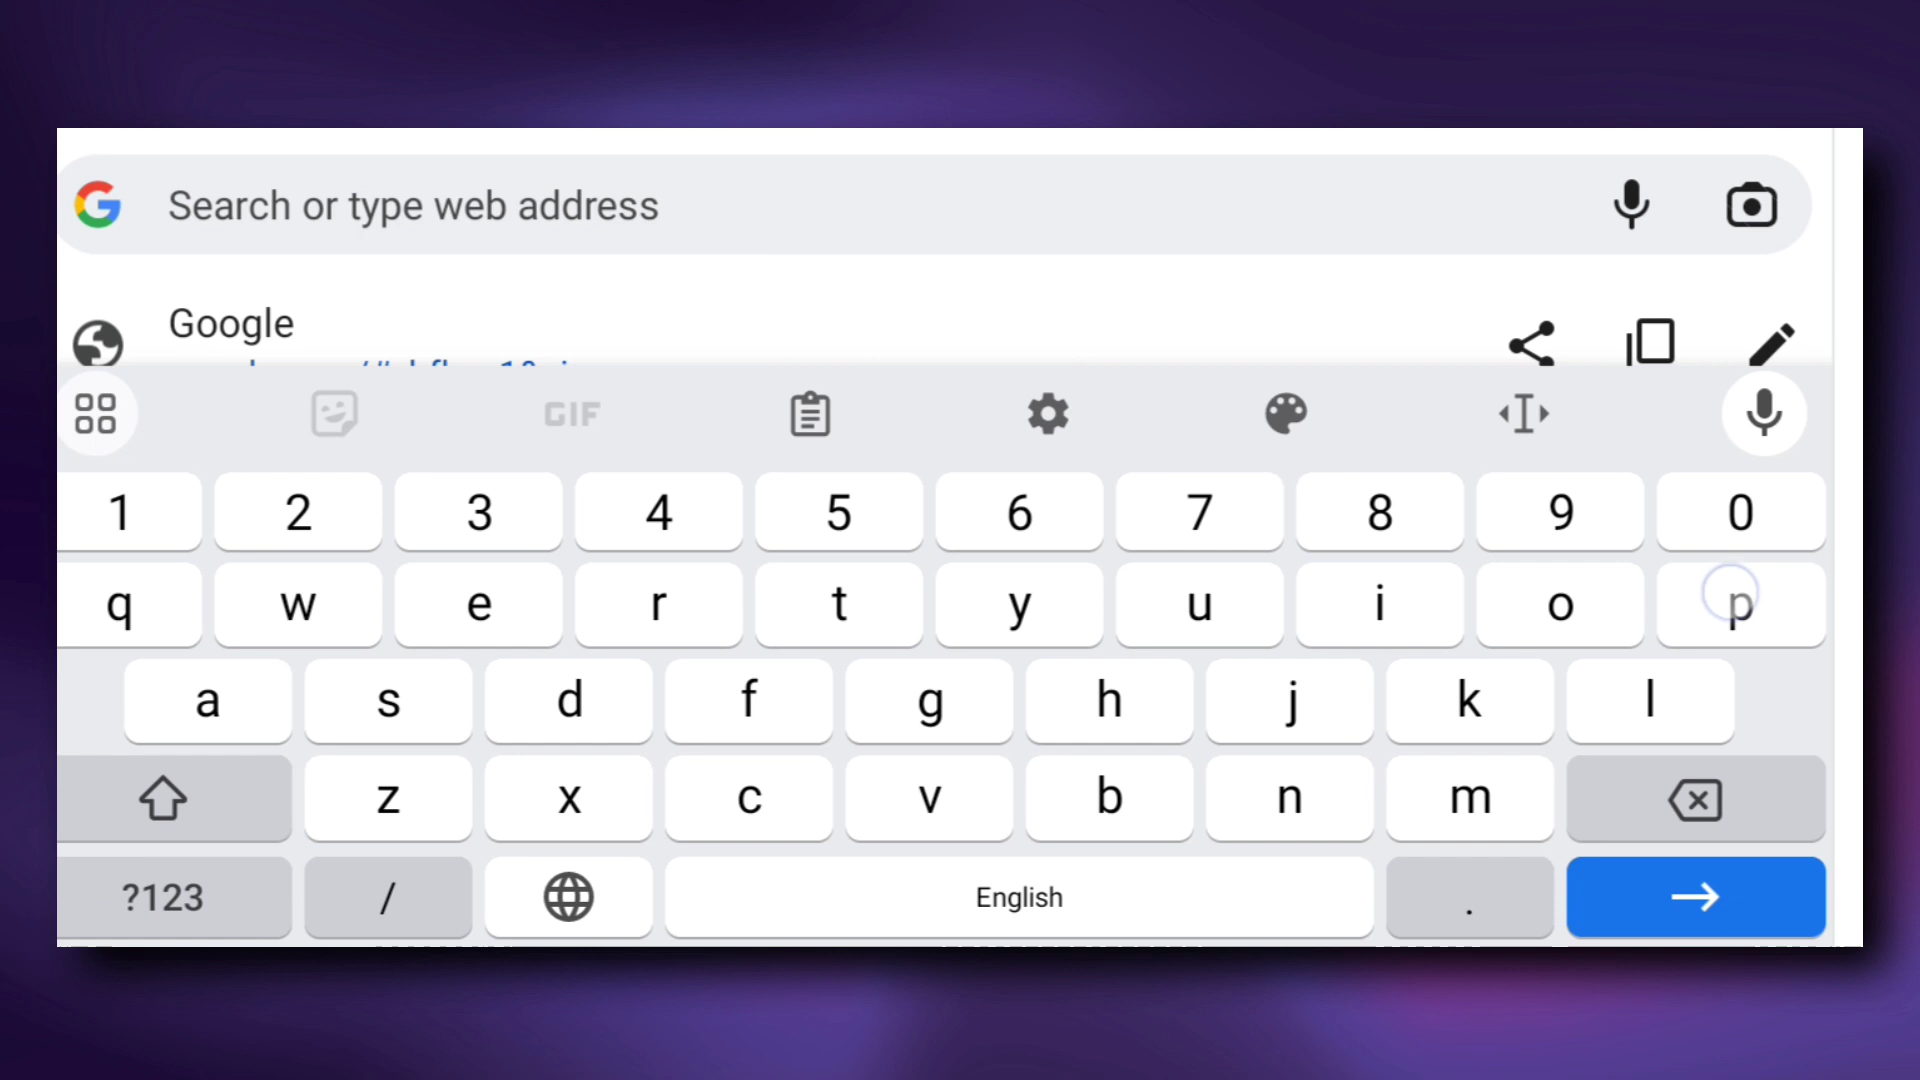 Search or type web address
Google
GIF
1 2 3 4 5 6 7 8 9 0
q w e r t y u i o p
a s d f g h j k l
z x c v b n m
?123 / English .